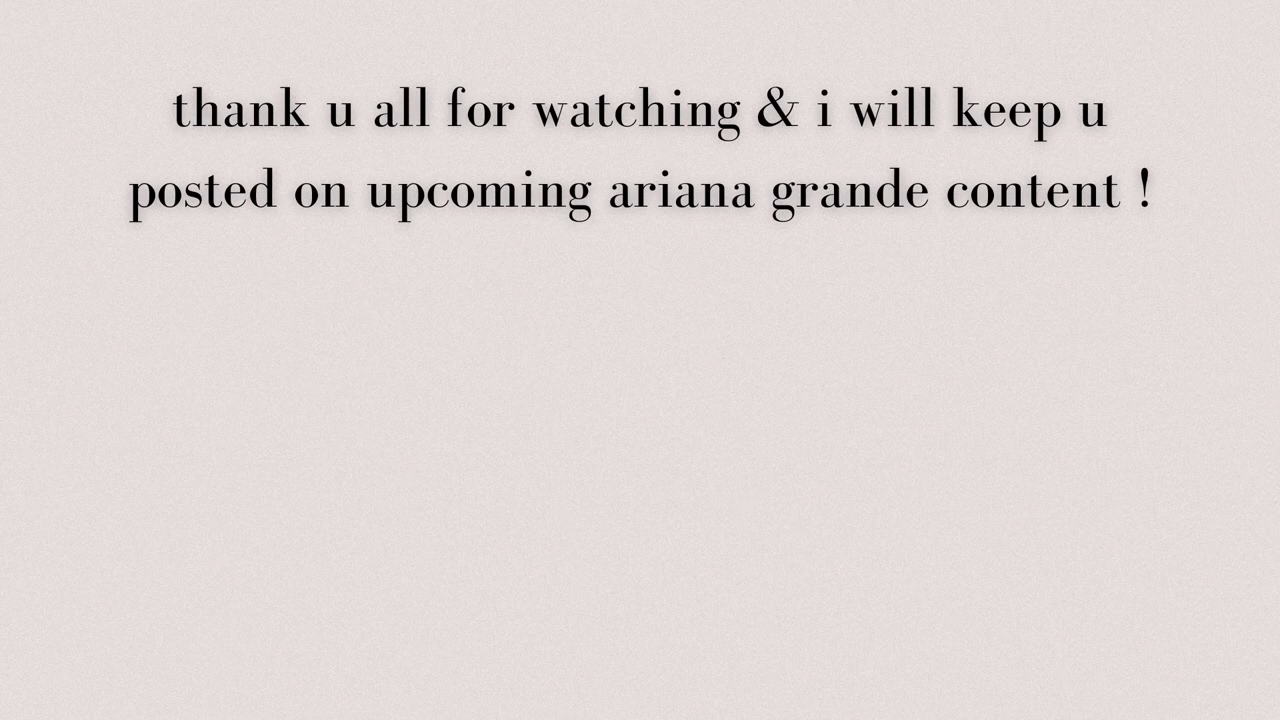 thank u all for watching & i will keep u
posted on upcoming ariana grande content !